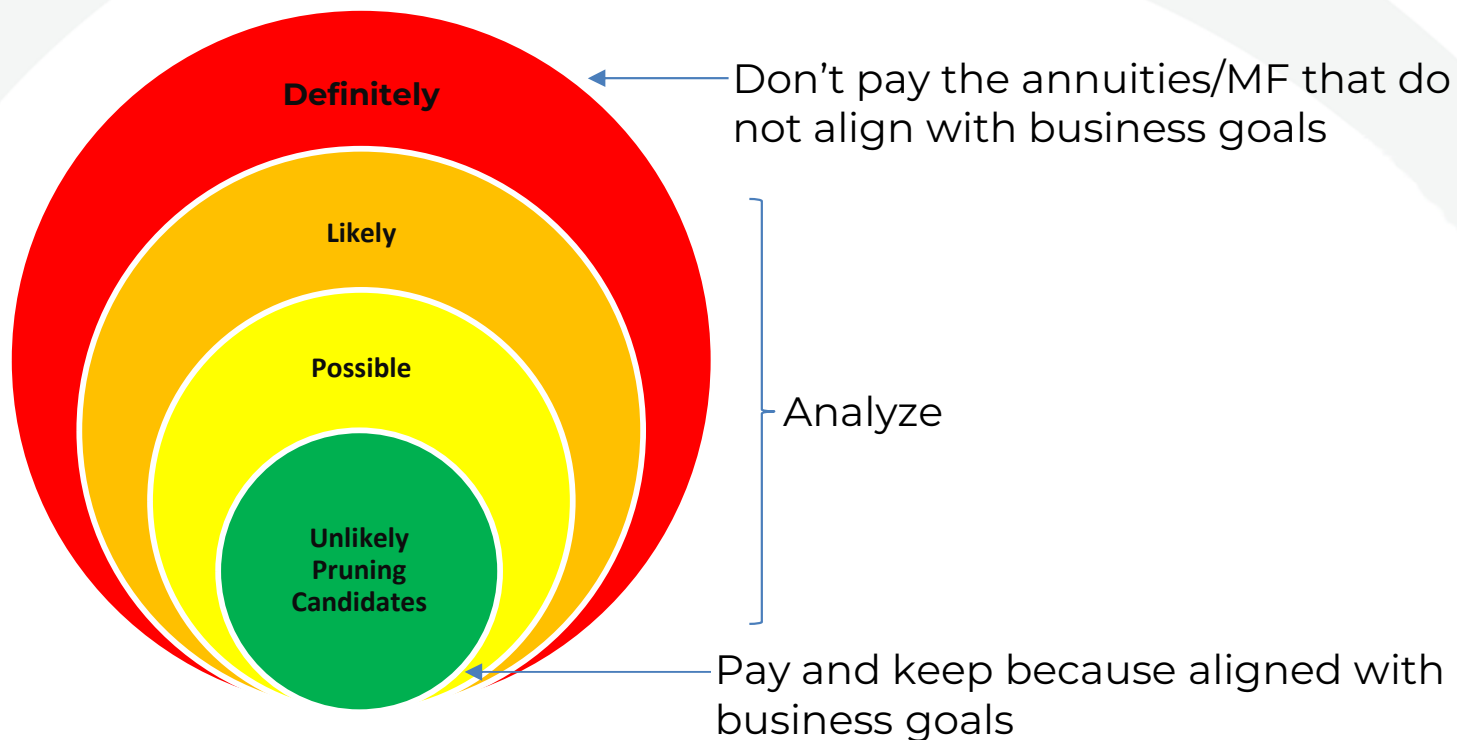 Definitely
Don’t pay the annuities/MF that do
not align with business goals
Likely
Possible
Analyze
Unlikely
Pruning
Candidates
Pay and keep because aligned with
business goals